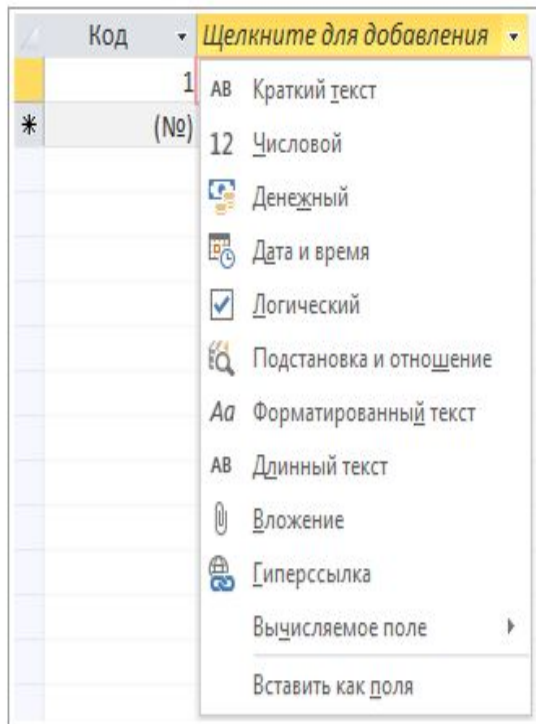 Код Щелкните для добавления
1
* (№)
AB Краткий текст
12 Числовой
Денежный
Дата и время
Логический
Подстановка и отношение
Aa Форматированный текст
AB Длинный текст
Вложение
Гиперссылка
Вычисляемое поле
Вставить как поля